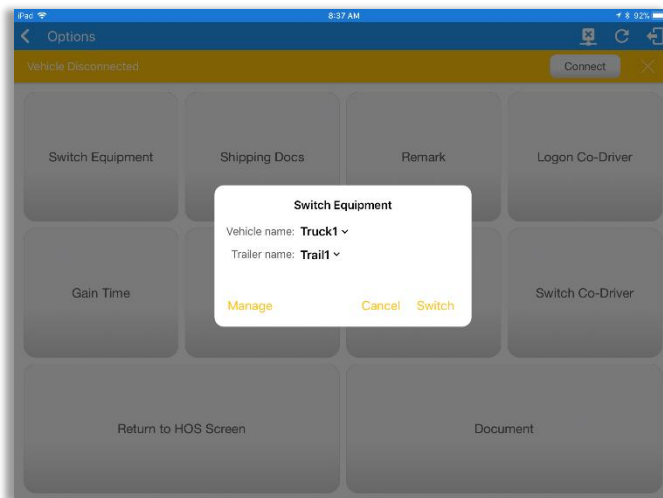 iPad 8:37 AM 92%
Options
Vehicle Disconnected Connect
Switch Equipment Shipping Docs Remark Logon Co-Driver
Switch Equipment
Vehicle name: Truck1
Trailer name: Trail1
Gain Time Switch Co-Driver
Manage Cancel Switch
Return to HOS Screen Document